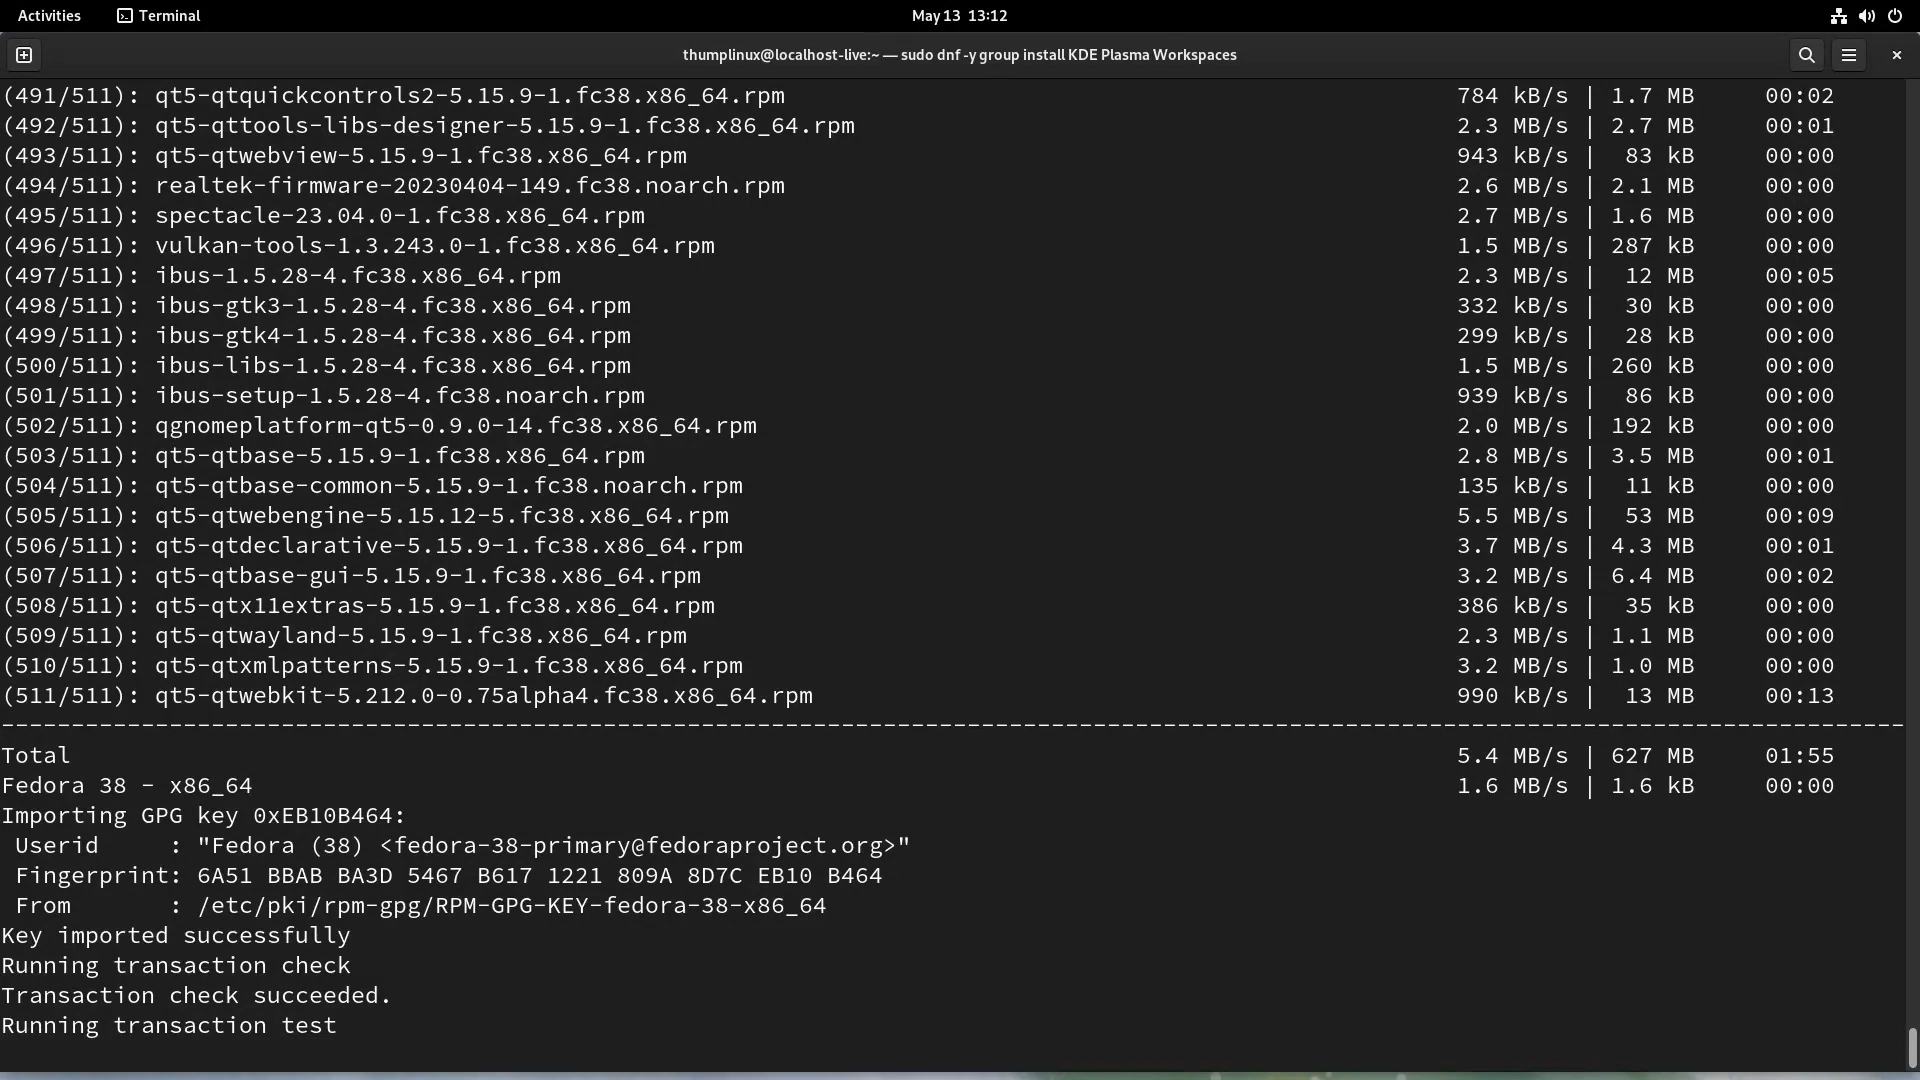 Activities Terminal May 13 13:12
thumplinux@localhost-live:~ — sudo dnf -y group install KDE Plasma Workspaces
(491/511): qt5-qtquickcontrols2-5.15.9-1.fc38.x86_64.rpm 784 kB/s | 1.7 MB 00:02
(492/511): qt5-qttools-libs-designer-5.15.9-1.fc38.x86_64.rpm 2.3 MB/s | 2.7 MB 00:01
(493/511): qt5-qtwebview-5.15.9-1.fc38.x86_64.rpm 943 kB/s | 83 kB 00:00
(494/511): realtek-firmware-20230404-149.fc38.noarch.rpm 2.6 MB/s | 2.1 MB 00:00
(495/511): spectacle-23.04.0-1.fc38.x86_64.rpm 2.7 MB/s | 1.6 MB 00:00
(496/511): vulkan-tools-1.3.243.0-1.fc38.x86_64.rpm 1.5 MB/s | 287 kB 00:00
(497/511): ibus-1.5.28-4.fc38.x86_64.rpm 2.3 MB/s | 12 MB 00:05
(498/511): ibus-gtk3-1.5.28-4.fc38.x86_64.rpm 332 kB/s | 30 kB 00:00
(499/511): ibus-gtk4-1.5.28-4.fc38.x86_64.rpm 299 kB/s | 28 kB 00:00
(500/511): ibus-libs-1.5.28-4.fc38.x86_64.rpm 1.5 MB/s | 260 kB 00:00
(501/511): ibus-setup-1.5.28-4.fc38.noarch.rpm 939 kB/s | 86 kB 00:00
(502/511): qgnomeplatform-qt5-0.9.0-14.fc38.x86_64.rpm 2.0 MB/s | 192 kB 00:00
(503/511): qt5-qtbase-5.15.9-1.fc38.x86_64.rpm 2.8 MB/s | 3.5 MB 00:01
(504/511): qt5-qtbase-common-5.15.9-1.fc38.noarch.rpm 135 kB/s | 11 kB 00:00
(505/511): qt5-qtwebengine-5.15.12-5.fc38.x86_64.rpm 5.5 MB/s | 53 MB 00:09
(506/511): qt5-qtdeclarative-5.15.9-1.fc38.x86_64.rpm 3.7 MB/s | 4.3 MB 00:01
(507/511): qt5-qtbase-gui-5.15.9-1.fc38.x86_64.rpm 3.2 MB/s | 6.4 MB 00:02
(508/511): qt5-qtx11extras-5.15.9-1.fc38.x86_64.rpm 386 kB/s | 35 kB 00:00
(509/511): qt5-qtwayland-5.15.9-1.fc38.x86_64.rpm 2.3 MB/s | 1.1 MB 00:00
(510/511): qt5-qtxmlpatterns-5.15.9-1.fc38.x86_64.rpm 3.2 MB/s | 1.0 MB 00:00
(511/511): qt5-qtwebkit-5.212.0-0.75alpha4.fc38.x86_64.rpm 990 kB/s | 13 MB 00:13
Total 5.4 MB/s | 627 MB 01:55
Fedora 38 - x86_64 1.6 MB/s | 1.6 kB 00:00
Importing GPG key 0xEB10B464:
Userid : "Fedora (38) <fedora-38-primary@fedoraproject.org>"
Fingerprint: 6A51 BBAB BA3D 5467 B617 1221 809A 8D7C EB10 B464
From : /etc/pki/rpm-gpg/RPM-GPG-KEY-fedora-38-x86_64
Key imported successfully
Running transaction check
Transaction check succeeded.
Running transaction test